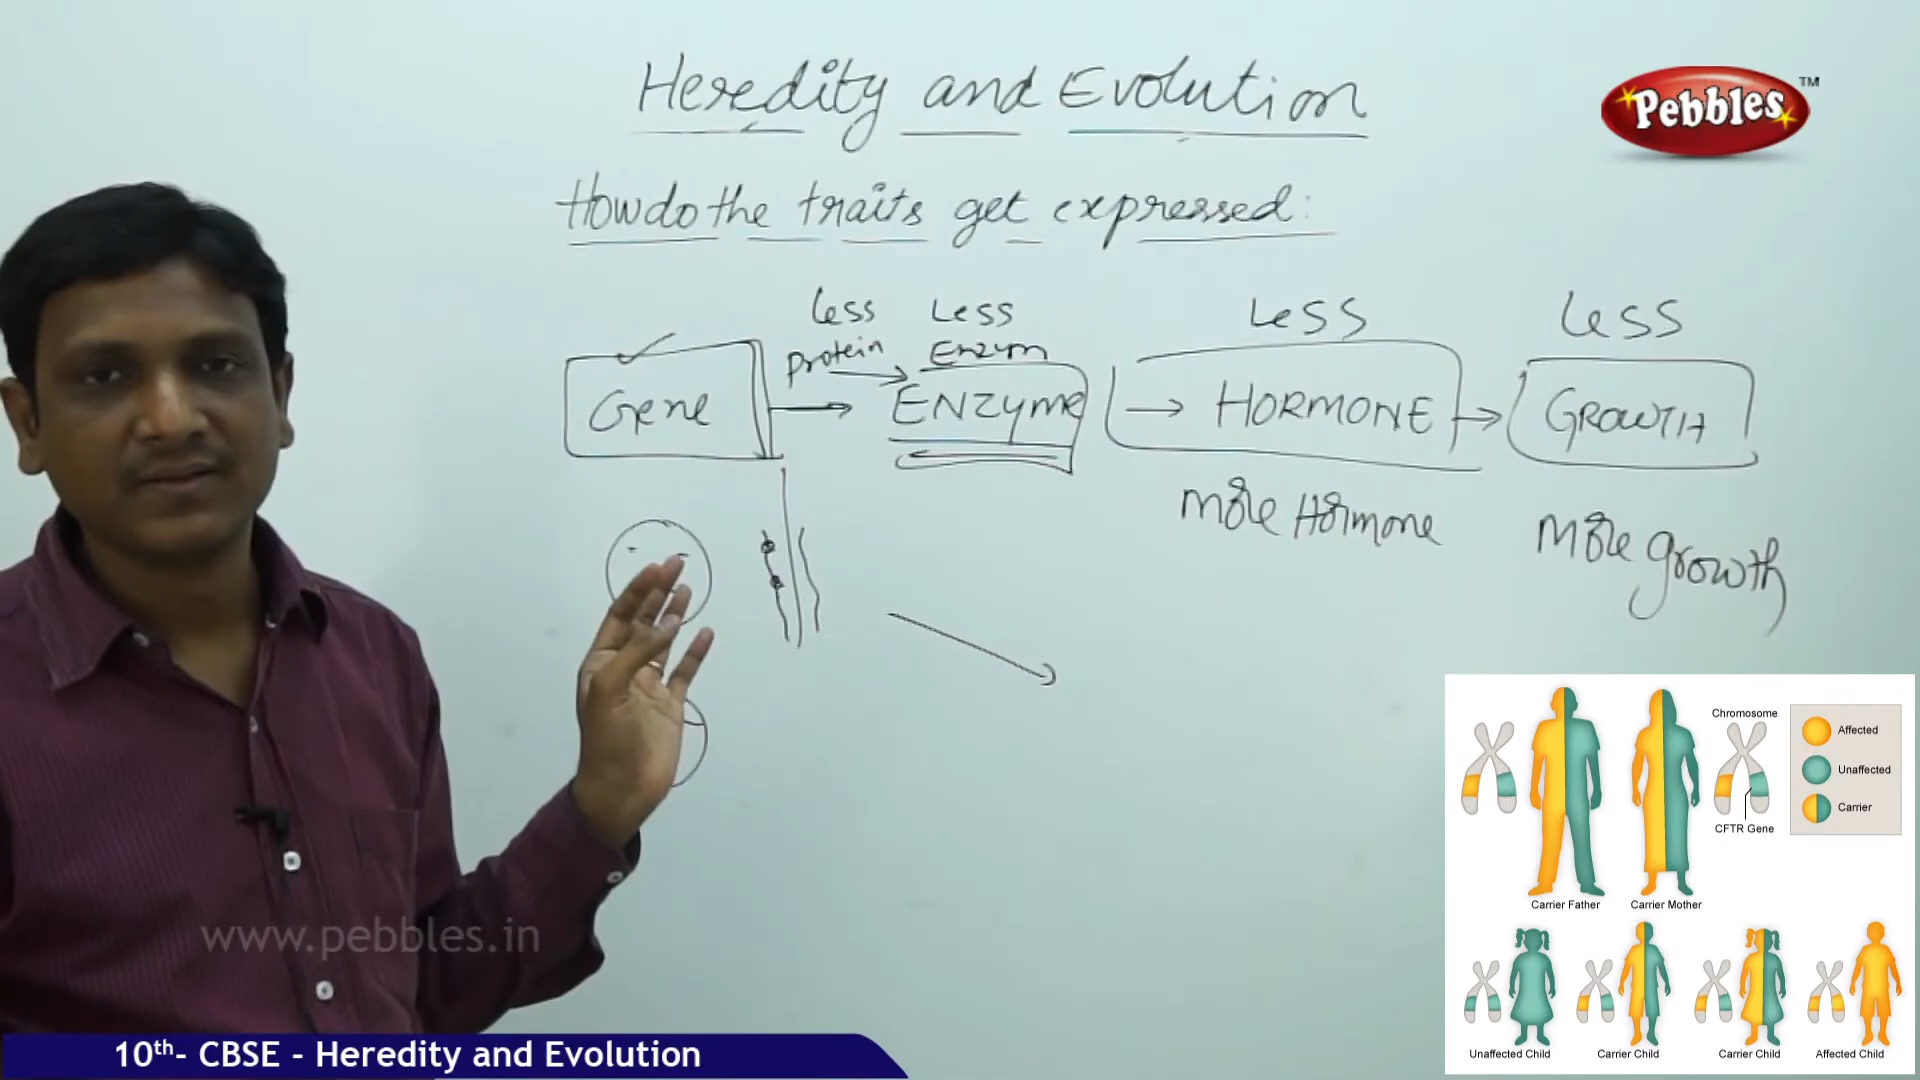 Heredity and Evolution
Pebbles TM
How do the traits get expressed:
Less Less LESS LESS
Protein Enzym
Gene ENZYME HORMONE GROWTH
More Hormone More growth
Chromosome
Affected
Unaffected
Carrier
CFTR Gene
Carrier Father Carrier Mother
www.pebbles.in
Unaffected Child Carrier Child Carrier Child Affected Child
10th- CBSE - Heredity and Evolution